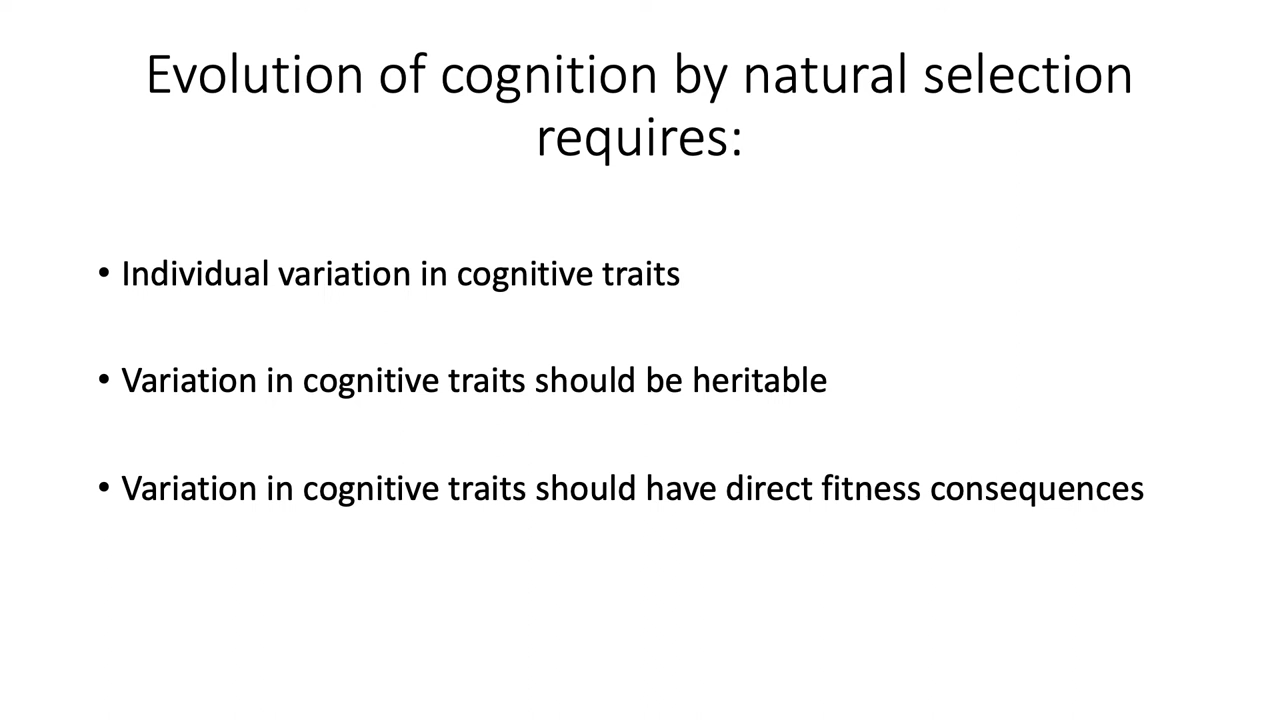 Evolution of cognition by natural selection
requires:
• Individual variation in cognitive traits
• Variation in cognitive traits should be heritable
• Variation in cognitive traits should have direct fitness consequences